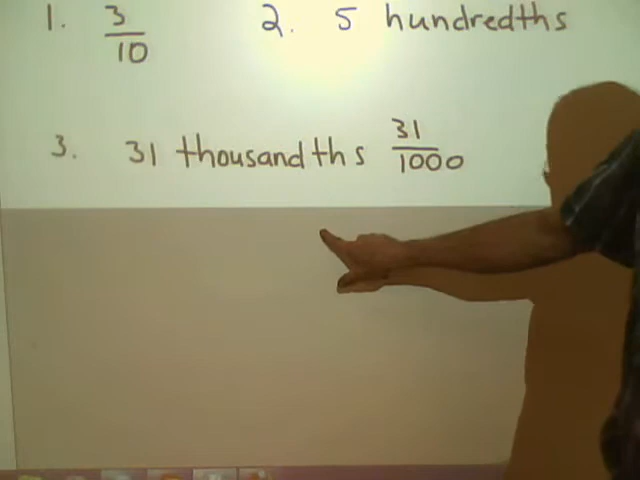 1. 3/10 2. 5 hundredths
3. 31 thousandths 31/1000